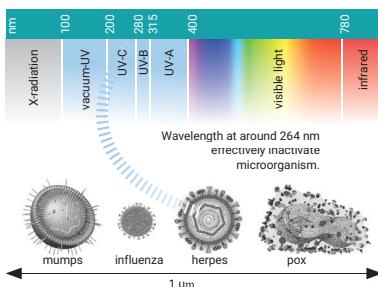 nm 100 200 280 315 400 780
X-radiation
vacuum-UV
UV-C
UV-B
UV-A
visible light
infrared
Wavelength at around 264 nm
effectively inactivate
microorganism.
mumps influenza herpes pox
1 µm